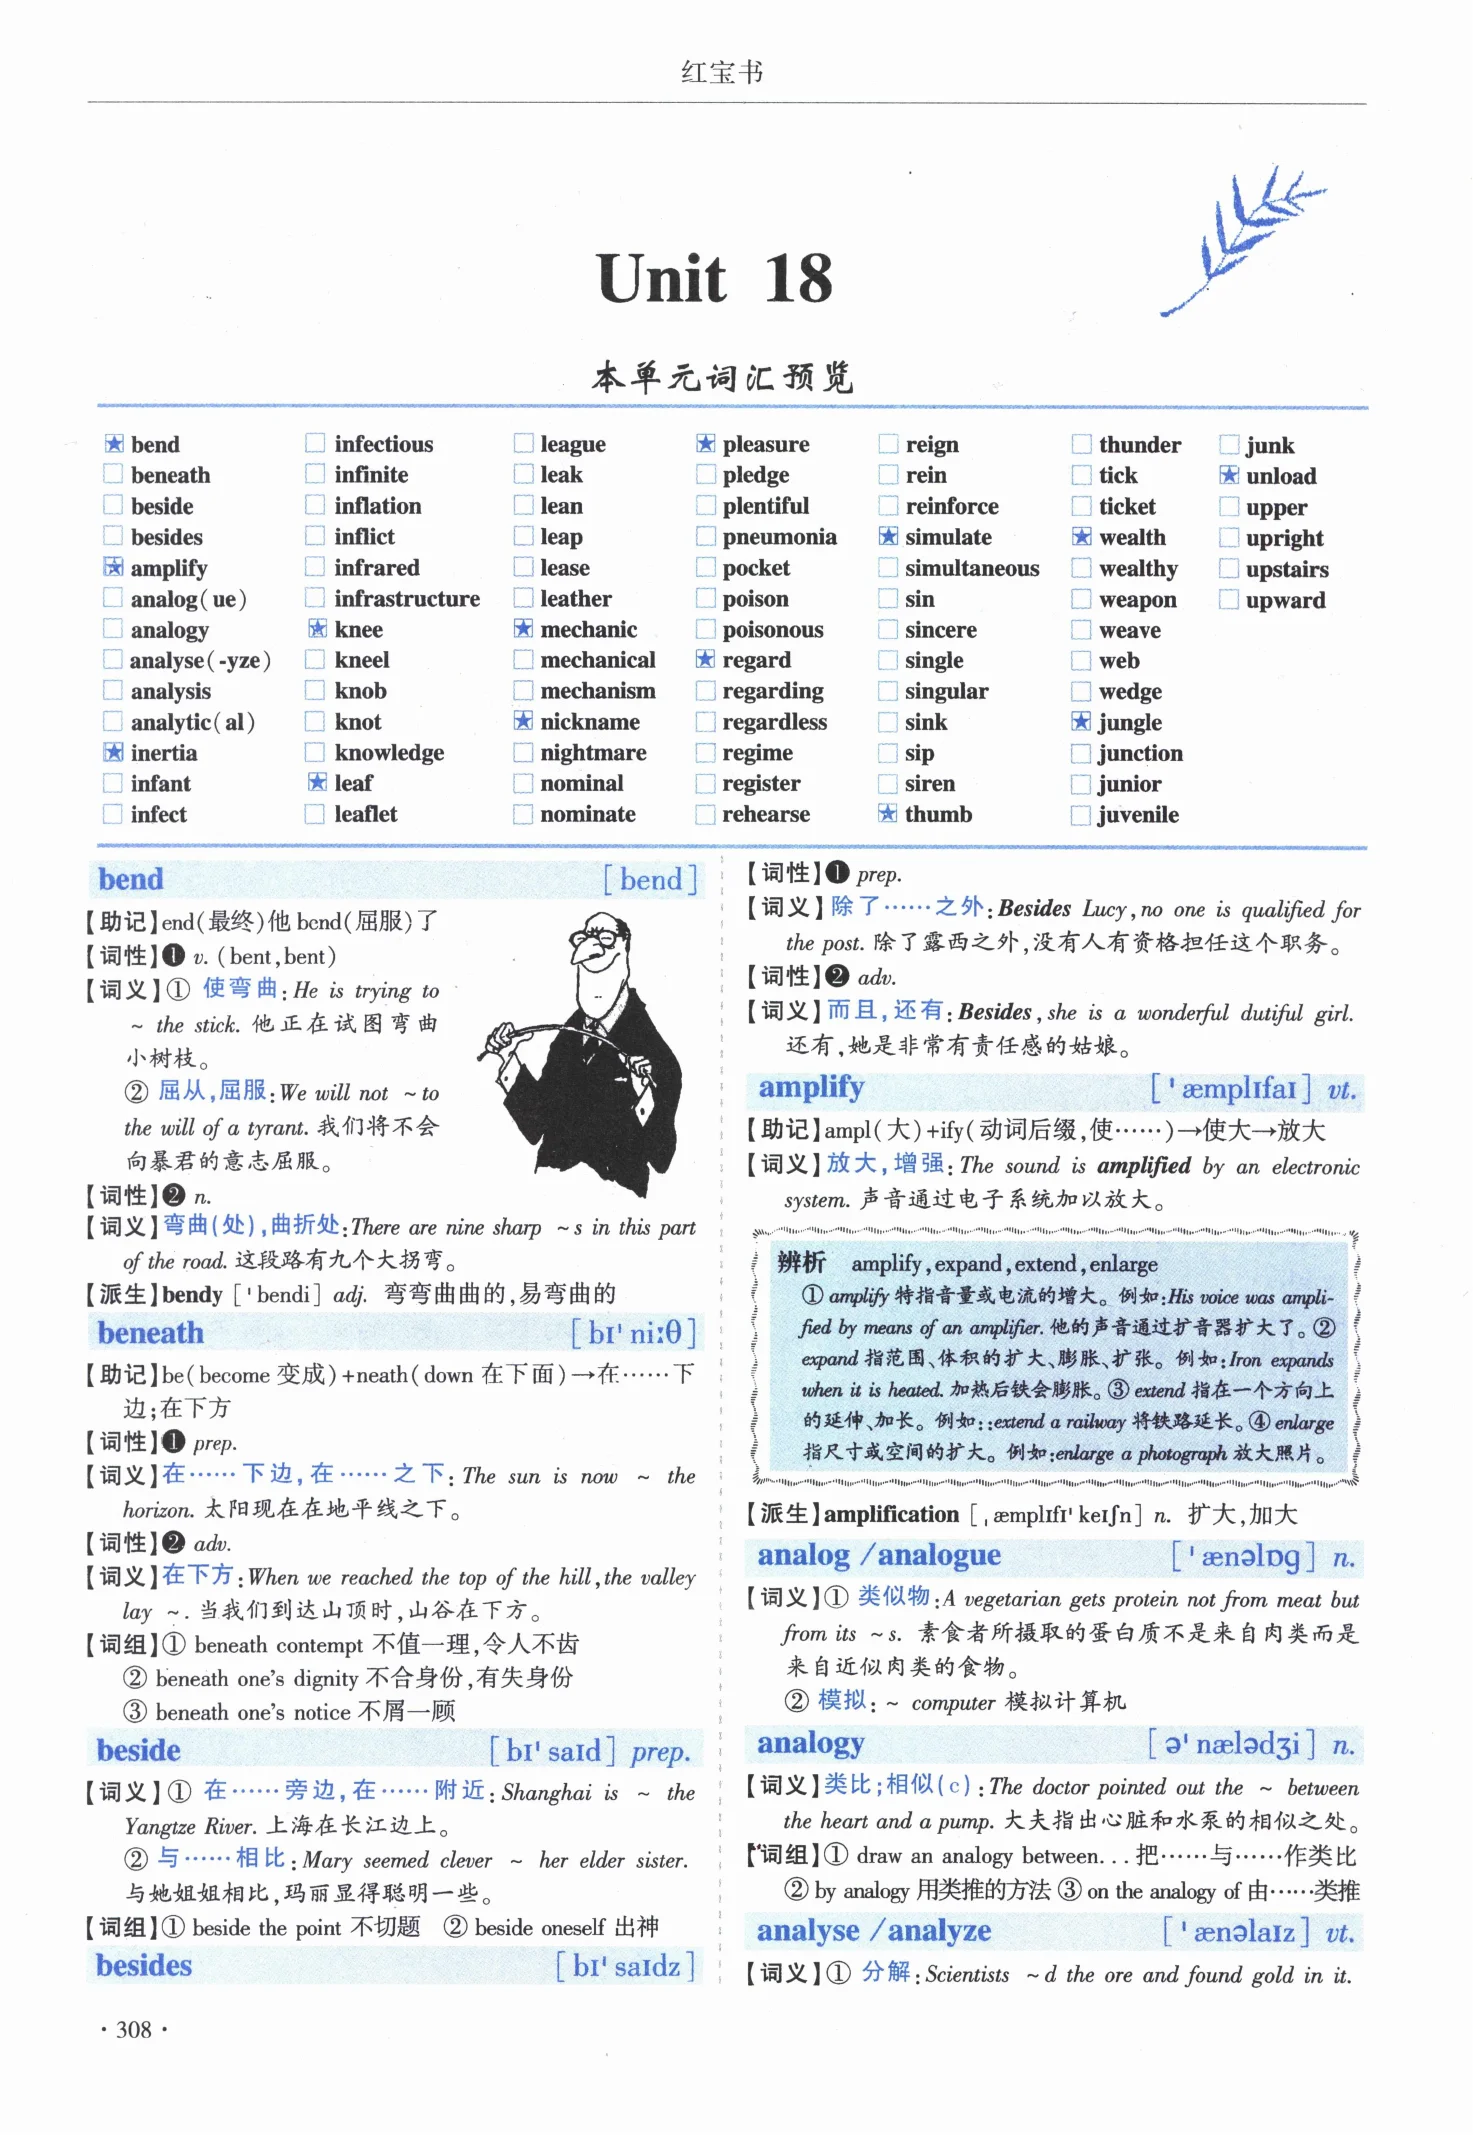 红宝书
Unit 18
本单元词汇预览
bend infectious league pleasure reign thunder junk
beneath infinite leak pledge rein tick unload
beside inflation lean plentiful reinforce ticket upper
besides inflict leap pneumonia simulate wealth upright
amplify infrared lease pocket simultaneous wealthy upstairs
analog(ue) infrastructure leather poison sin weapon upward
analogy knee mechanic poisonous sincere weave
analyse(-yze) kneel mechanical regard single web
analysis knob mechanism regarding singular wedge
analytic(al) knot nickname regardless sink jungle
inertia knowledge nightmare regime sip junction
infant leaf nominal register siren junior
infect leaflet nominate rehearse thumb juvenile
bend [bend]
【助记】end(最终)他bend(屈服)了
【词性】❶ v. (bent,bent)
【词义】① 使弯曲:He is trying to
~ the stick. 他正在试图弯曲
小树枝。
② 屈从,屈服:We will not ~to
the will of a tyrant. 我们将不会
向暴君的意志屈服。
【词性】❷ n.
【词义】弯曲(处),曲折处:There are nine sharp ~s in this part
of the road. 这段路有九个大拐弯。
【派生】bendy ['bendi] adj. 弯弯曲曲的,易弯曲的
beneath [bɪ'niːθ]
【助记】be(become 变成)+neath(down 在下面)→在……下
边;在下方
【词性】❶ prep.
【词义】在……下边,在……之下: The sun is now ~ the
horizon. 太阳现在在地平线之下。
【词性】❷ adv.
【词义】在下方:When we reached the top of the hill,the valley
lay ~. 当我们到达山顶时,山谷在下方。
【词组】① beneath contempt 不值一理,令人不齿
② beneath one's dignity 不合身份,有失身份
③ beneath one's notice 不屑一顾
beside [bɪ'saɪd] prep.
【词义】① 在……旁边,在……附近: Shanghai is ~ the
Yangtze River. 上海在长江边上。
② 与……相比: Mary seemed clever ~ her elder sister.
与她姐姐相比,玛丽显得聪明一些。
【词组】① beside the point 不切题 ② beside oneself 出神
besides [bɪ'saɪdz]
【词性】❶ prep.
【词义】除了……之外:Besides Lucy,no one is qualified for
the post. 除了露西之外,没有人有资格担任这个职务。
【词性】❷ adv.
【词义】而且,还有:Besides,she is a wonderful dutiful girl.
还有,她是非常有责任感的姑娘。
amplify ['æmplɪfaɪ] vt.
【助记】ampl(大)+ify(动词后缀,使……)→使大→放大
【词义】放大,增强: The sound is amplified by an electronic
system. 声音通过电子系统加以放大。
辨析 amplify,expand,extend,enlarge
① amplify 特指音量或电流的增大。例如:His voice was ampli-
fied by means of an amplifier. 他的声音通过扩音器扩大了。②
expand 指范围、体积的扩大、膨胀、扩张。例如:Iron expands
when it is heated. 加热后铁会膨胀。③ extend 指在一个方向上
的延伸、加长。例如::extend a railway 将铁路延长。④ enlarge
指尺寸或空间的扩大。例如:enlarge a photograph 放大照片。
【派生】amplification [ˌæmplɪfɪ'keɪʃn] n. 扩大,加大
analog /analogue ['ænəlɒg] n.
【词义】① 类似物:A vegetarian gets protein not from meat but
from its ~s. 素食者所摄取的蛋白质不是来自肉类而是
来自近似肉类的食物。
② 模拟: ~ computer 模拟计算机
analogy [ə'nælədʒi] n.
【词义】类比;相似(c):The doctor pointed out the ~ between
the heart and a pump. 大夫指出心脏和水泵的相似之处。
【词组】① draw an analogy between... 把……与……作类比
② by analogy 用类推的方法 ③ on the analogy of 由……类推
analyse /analyze ['ænəlaɪz] vt.
【词义】① 分解:Scientists ~d the ore and found gold in it.
·308·